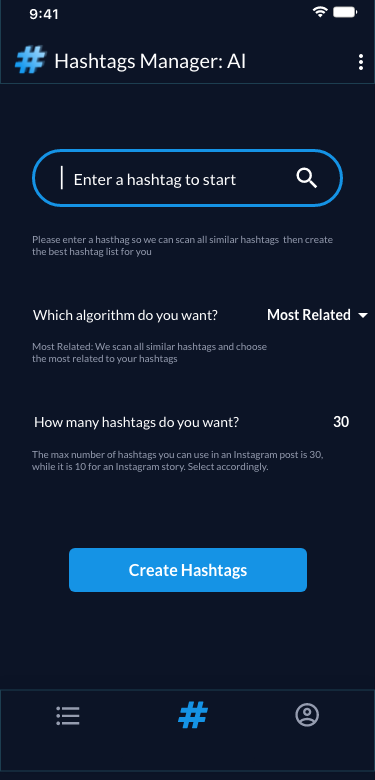 9:41
# Hashtags Manager: AI
Enter a hashtag to start
Please enter a hasthag so we can scan all similar hashtags then create
the best hashtag list for you
Which algorithm do you want? Most Related
Most Related: We scan all similar hashtags and choose
the most related to your hashtags
How many hashtags do you want? 30
The max number of hashtags you can use in an Instagram post is 30,
while it is 10 for an Instagram story. Select accordingly.
Create Hashtags
#